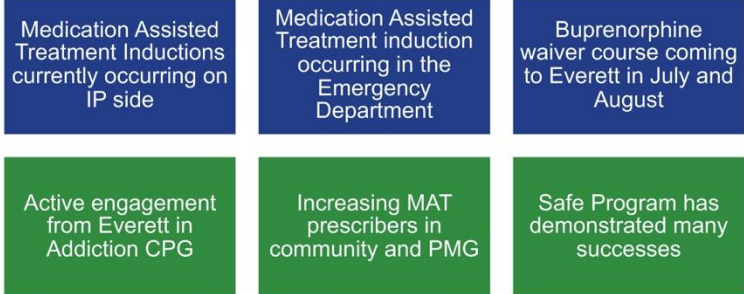 Medication Assisted
Treatment Inductions
currently occurring on
IP side
Medication Assisted
Treatment induction
occurring in the
Emergency
Department
Buprenorphine
waiver course coming
to Everett in July and
August
Active engagement
from Everett in
Addiction CPG
Increasing MAT
prescribers in
community and PMG
Safe Program has
demonstrated many
successes